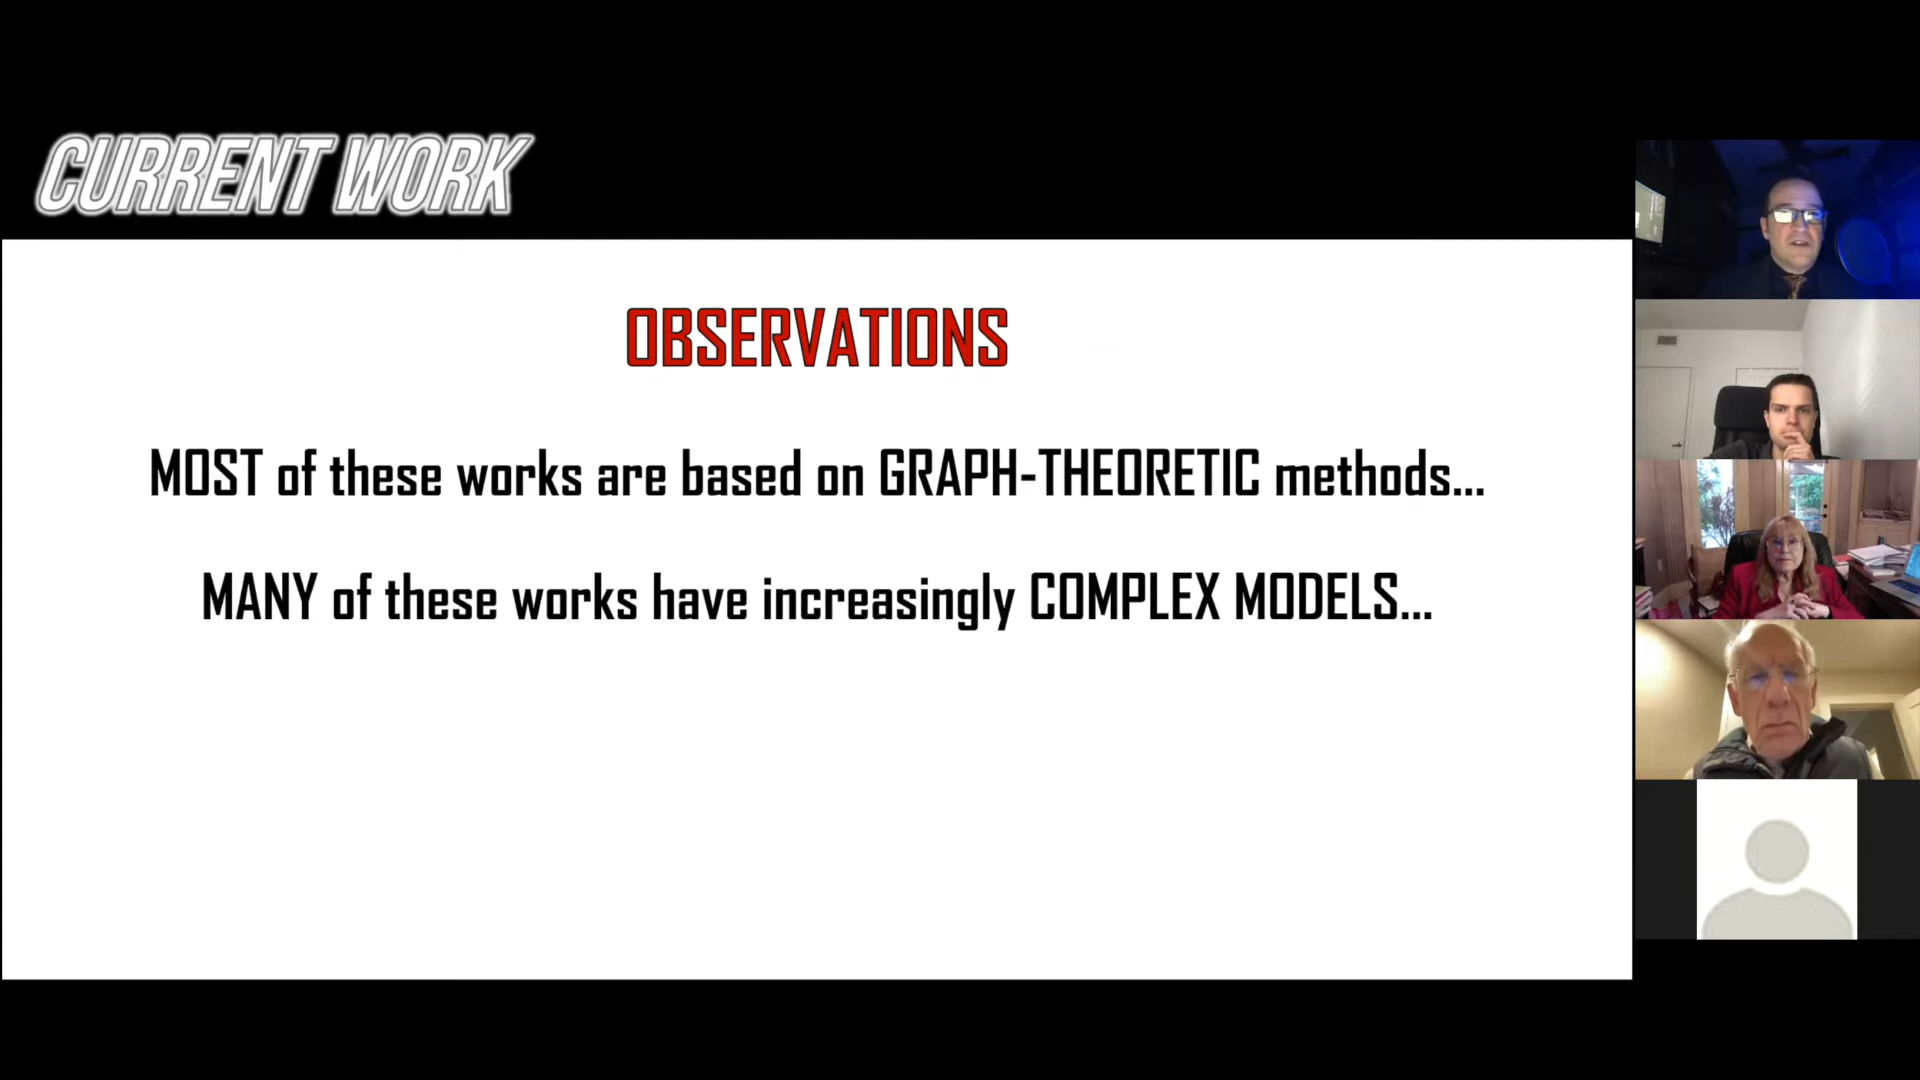 CURRENT WORK
OBSERVATIONS
MOST of these works are based on GRAPH-THEORETIC methods...
MANY of these works have increasingly COMPLEX MODELS...